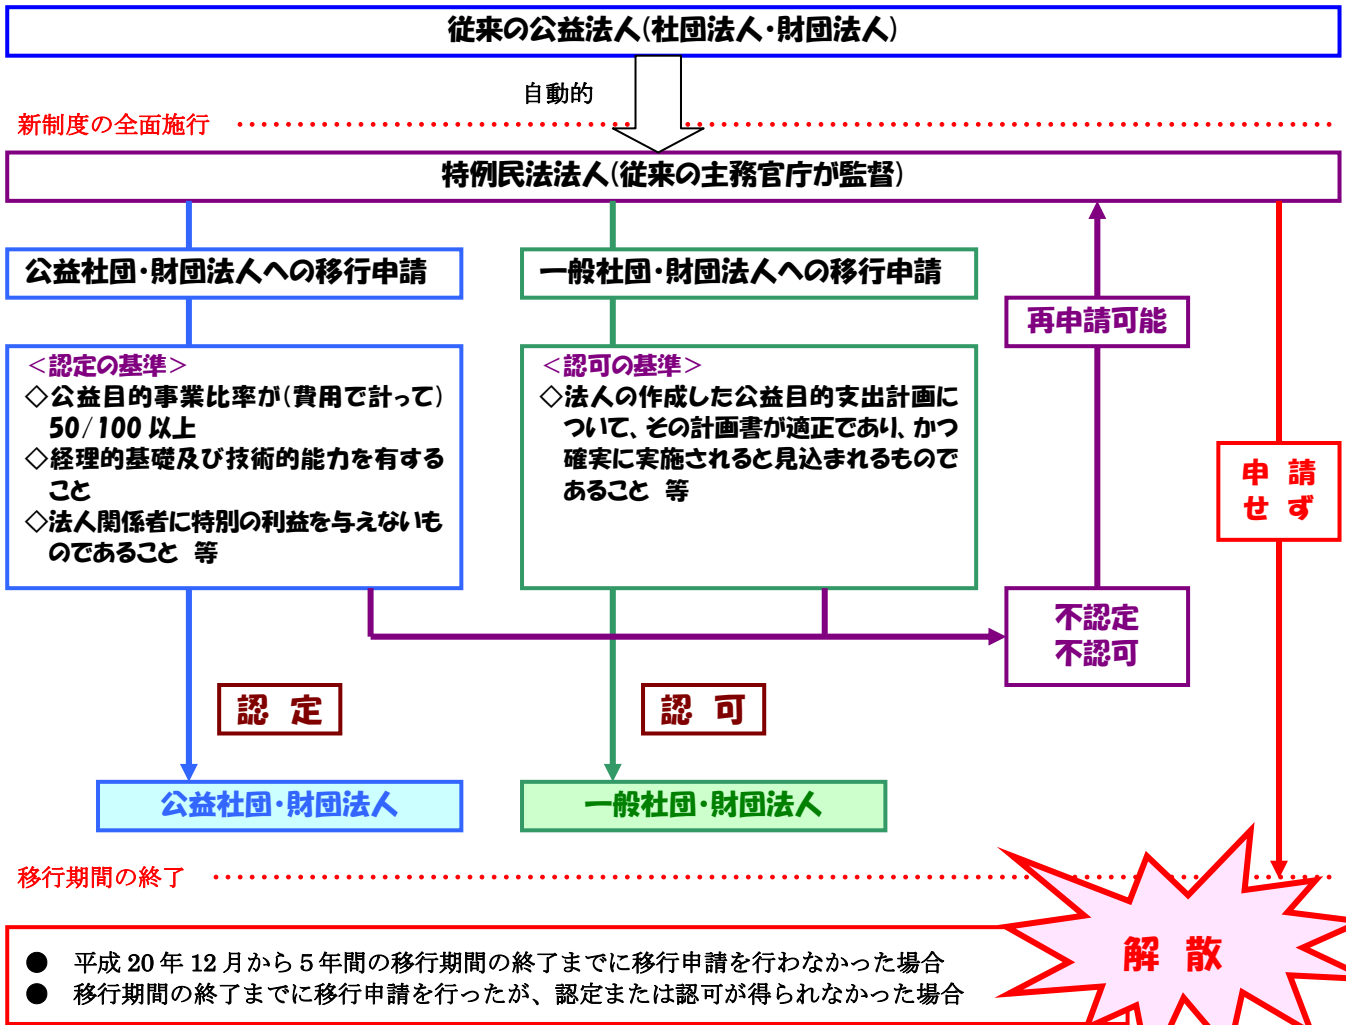 従来の公益法人(社団法人・財団法人)
自動的
新制度の全面施行
特例民法法人(従来の主務官庁が監督)
公益社団・財団法人への移行申請
一般社団・財団法人への移行申請
再申請可能
＜認定の基準＞
◇公益目的事業比率が(費用で計って)
50/100 以上
◇経理的基礎及び技術的能力を有する
こと
◇法人関係者に特別の利益を与えないも
のであること 等
＜認可の基準＞
◇法人の作成した公益目的支出計画に
ついて、その計画書が適正であり、かつ
確実に実施されると見込まれるもので
あること 等
申 請
せ ず
不認定
不認可
認 定
認 可
公益社団・財団法人
一般社団・財団法人
移行期間の終了
● 平成 20 年 12 月から５年間の移行期間の終了までに移行申請を行わなかった場合
● 移行期間の終了までに移行申請を行ったが、認定または認可が得られなかった場合
解 散